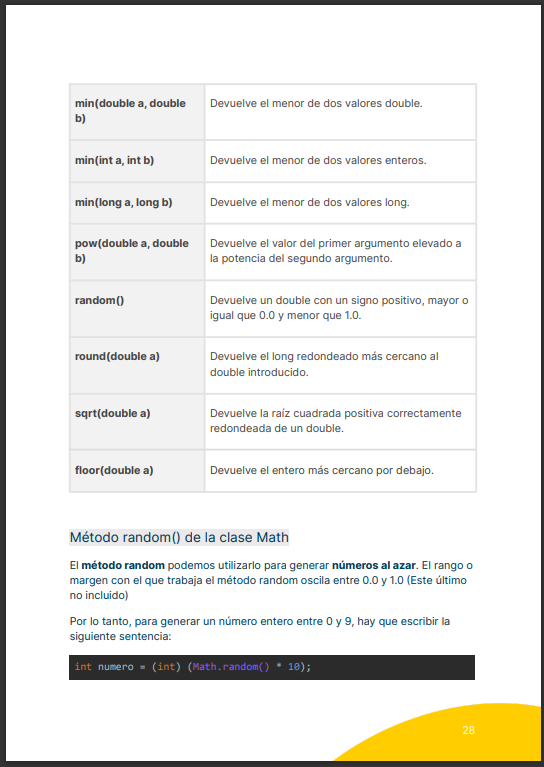 min(double a, double
b)
Devuelve el menor de dos valores double.
min(int a, int b)
Devuelve el menor de dos valores enteros.
min(long a, long b)
Devuelve el menor de dos valores long.
pow(double a, double
b)
Devuelve el valor del primer argumento elevado a
la potencia del segundo argumento.
random()
Devuelve un double con un signo positivo, mayor o
igual que 0.0 y menor que 1.0.
round(double a)
Devuelve el long redondeado más cercano al
double introducido.
sqrt(double a)
Devuelve la raíz cuadrada positiva correctamente
redondeada de un double.
floor(double a)
Devuelve el entero más cercano por debajo.
Método random() de la clase Math
El método random podemos utilizarlo para generar números al azar. El rango o
margen con el que trabaja el método random oscila entre 0.0 y 1.0 (Este último
no incluido)
Por lo tanto, para generar un número entero entre 0 y 9, hay que escribir la
siguiente sentencia:
int numero = (int) (Math.random() * 10);
28